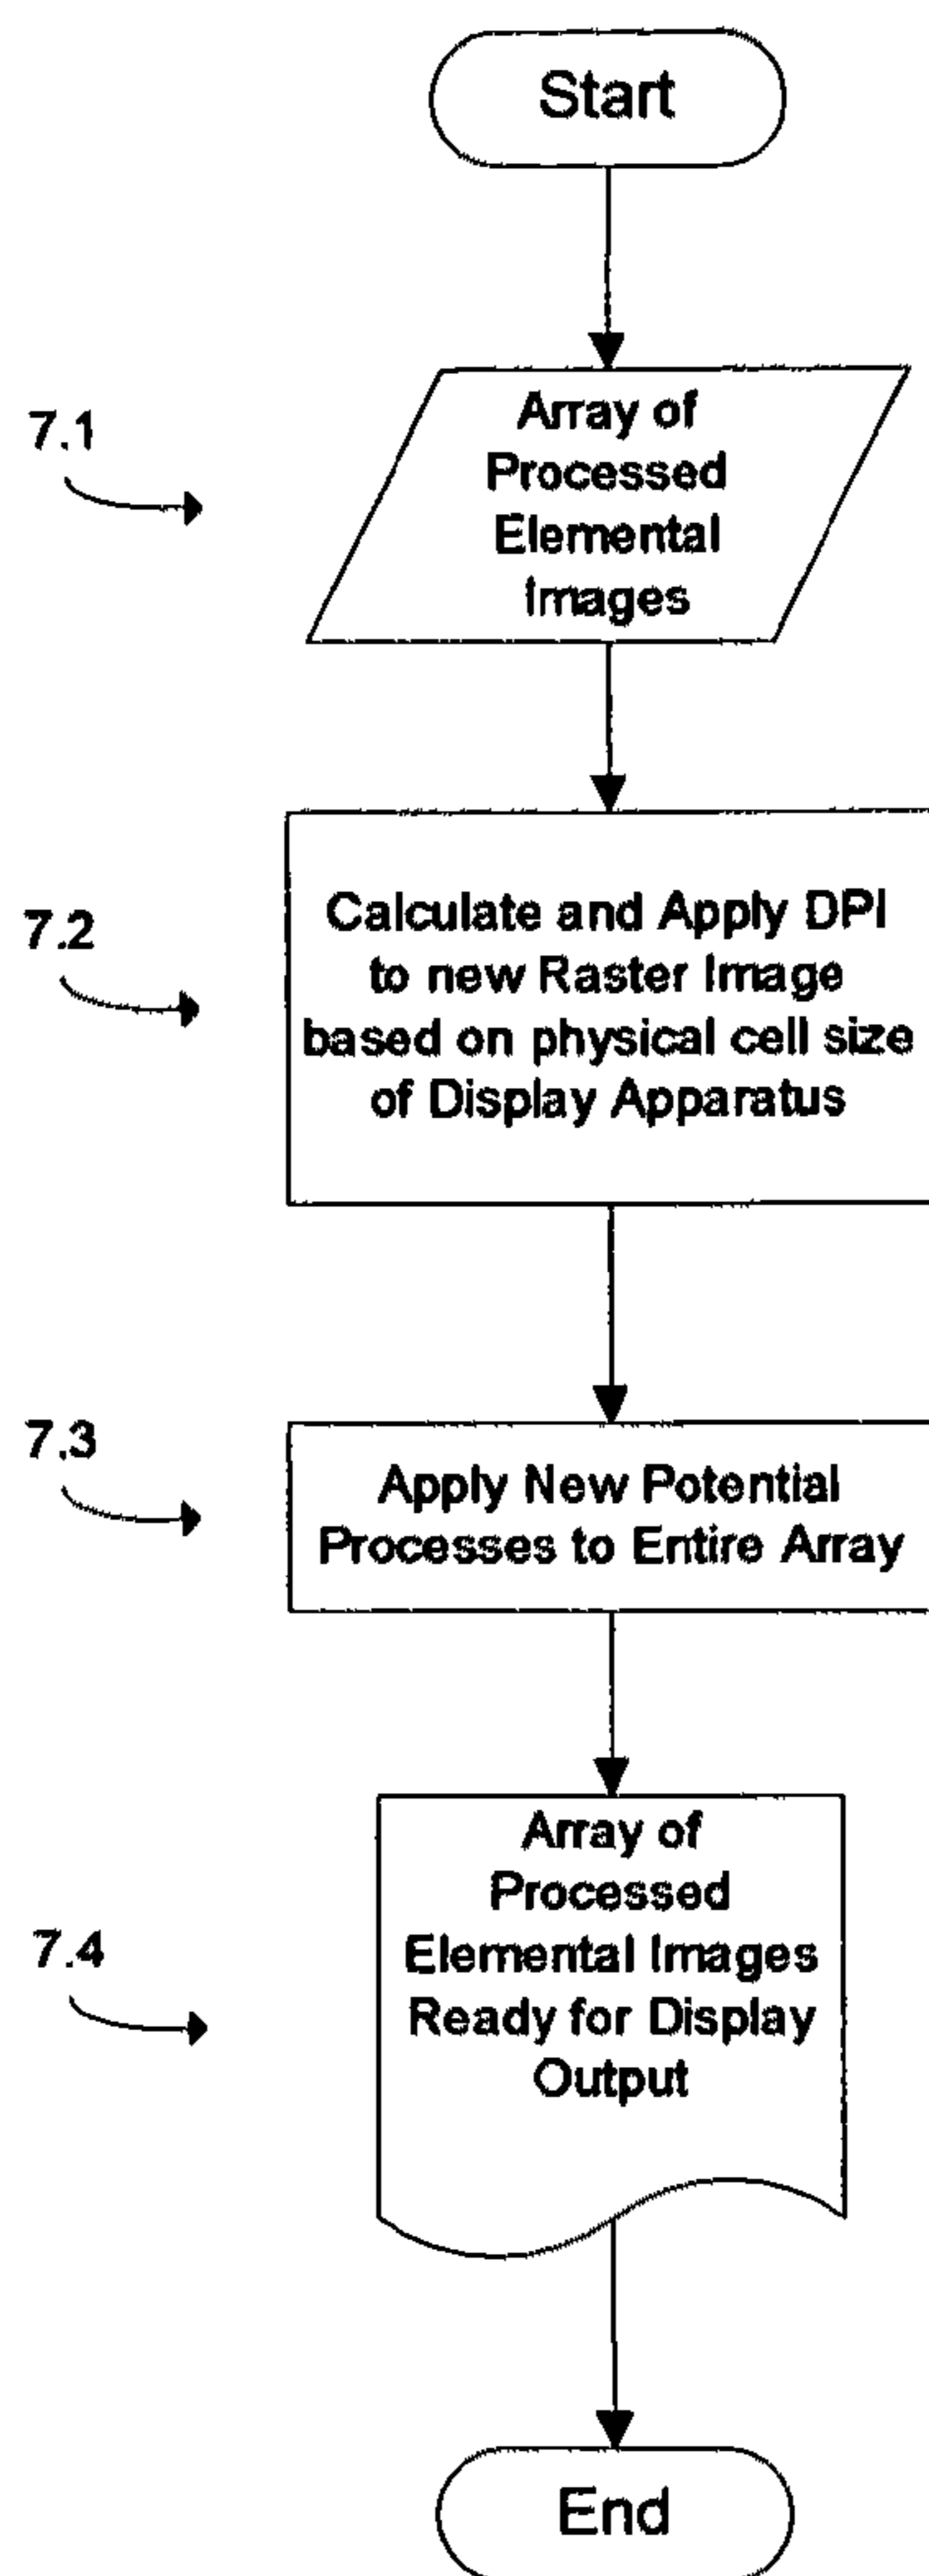 Start
7.1
Array of
Processed
Elemental
Images
7.2
Calculate and Apply DPI
to new Raster Image
based on physical cell size
of Display Apparatus
7.3
Apply New Potential
Processes to Entire Array
7.4
Array of
Processed
Elemental Images
Ready for Display
Output
End